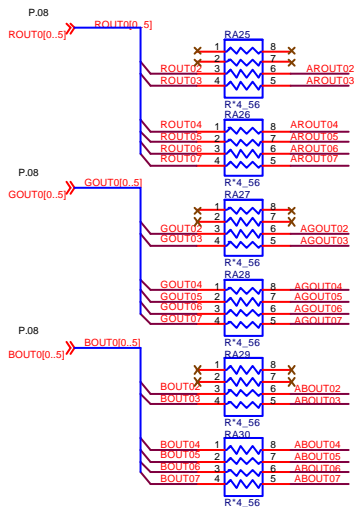 P.08
ROUT0[0..5]
ROUT0[0..5]
RA25
1 8
2 7
ROUT02 3 6 AROUT02
ROUT03 4 5 AROUT03
R*4_56
RA26
ROUT04 1 8 AROUT04
ROUT05 2 7 AROUT05
ROUT06 3 6 AROUT06
ROUT07 4 5 AROUT07
R*4_56
P.08
GOUT0[0..5]
GOUT0[0..5]
RA27
1 8
2 7
GOUT02 3 6 AGOUT02
GOUT03 4 5 AGOUT03
R*4_56
RA28
GOUT04 1 8 AGOUT04
GOUT05 2 7 AGOUT05
GOUT06 3 6 AGOUT06
GOUT07 4 5 AGOUT07
R*4_56
P.08
BOUT0[0..5]
BOUT0[0..5]
RA29
1 8
2 7
BOUT02 3 6 ABOUT02
BOUT03 4 5 ABOUT03
R*4_56
RA30
BOUT04 1 8 ABOUT04
BOUT05 2 7 ABOUT05
BOUT06 3 6 ABOUT06
BOUT07 4 5 ABOUT07
R*4_56